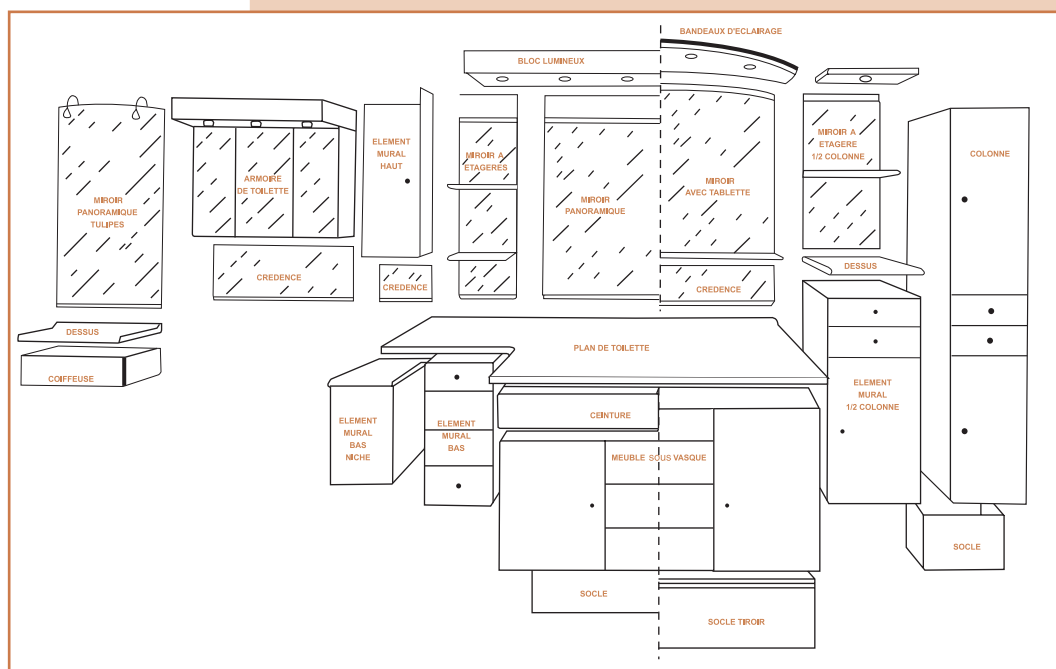 BANDEAUX D'ECLAIRAGE
BLOC LUMINEUX
MIROIR
PANORAMIQUE
TULIPES
ARMOIRE
DE TOILETTE
ELEMENT
MURAL
HAUT
MIROIR A
ETAGERES
MIROIR
PANORAMIQUE
MIROIR
AVEC TABLETTE
MIROIR A
ETAGERE
1/2 COLONNE
COLONNE
CREDENCE
CREDENCE
CREDENCE
DESSUS
DESSUS
COIFFEUSE
PLAN DE TOILETTE
ELEMENT
MURAL
BAS
NICHE
ELEMENT
MURAL
BAS
CEINTURE
MEUBLE SOUS VASQUE
ELEMENT
MURAL
1/2 COLONNE
SOCLE
SOCLE
SOCLE TIROIR